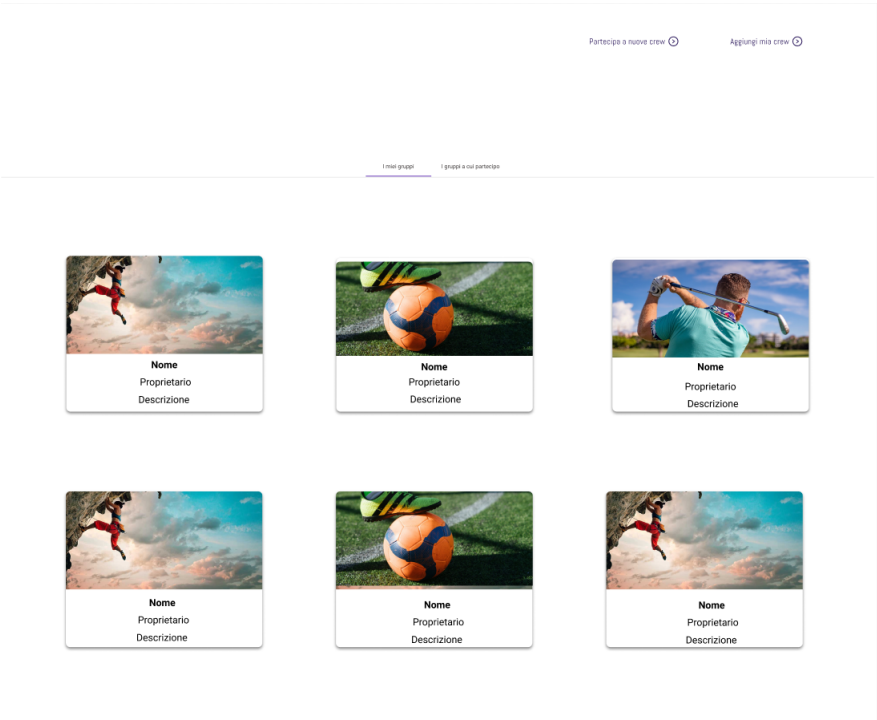 Partecipa a nuove crew
Aggiungi mia crew
I miei gruppi
I gruppi a cui partecipo
Nome
Proprietario
Descrizione
Nome
Proprietario
Descrizione
Nome
Proprietario
Descrizione
Nome
Proprietario
Descrizione
Nome
Proprietario
Descrizione
Nome
Proprietario
Descrizione